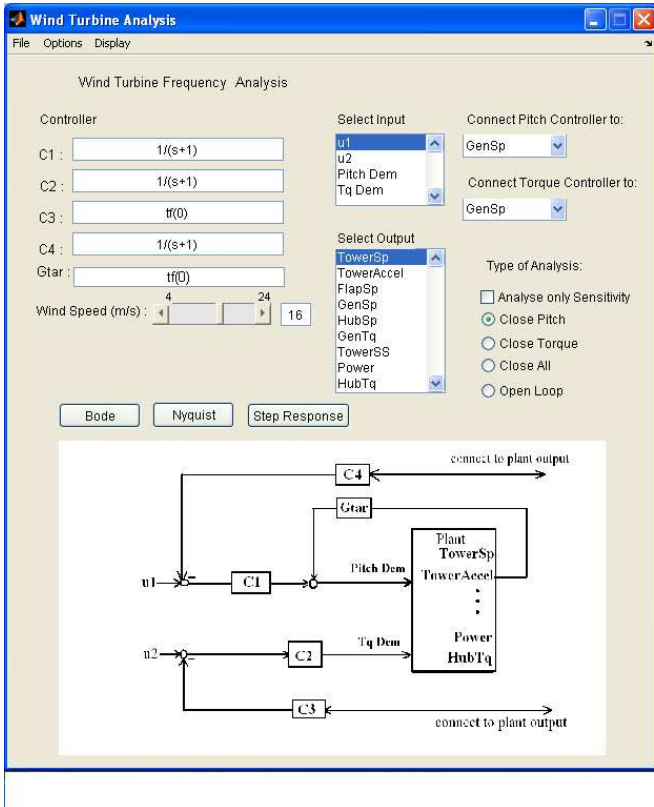 Wind Turbine Analysis
File Options Display
Wind Turbine Frequency Analysis
Controller
C1 : 1/(s+1)
C2 : 1/(s+1)
C3 : tf(0)
C4 : 1/(s+1)
Gtar : tf(0)
4 24
Wind Speed (m/s) : 16
Select Input
u1
u2
Pitch Dem
Tq Dem
Select Output
TowerSp
TowerAccel
FlapSp
GenSp
HubSp
GenTq
TowerSS
Power
HubTq
Connect Pitch Controller to:
GenSp
Connect Torque Controller to:
GenSp
Type of Analysis:
Analyse only Sensitivity
Close Pitch
Close Torque
Close All
Open Loop
Bode Nyquist Step Response
connect to plant output
C4
Gtar
Plant
TowerSp
Pitch Dem
TowerAccel
u1 C1
Tq Dem
Power
u2 C2
HubTq
C3
connect to plant output